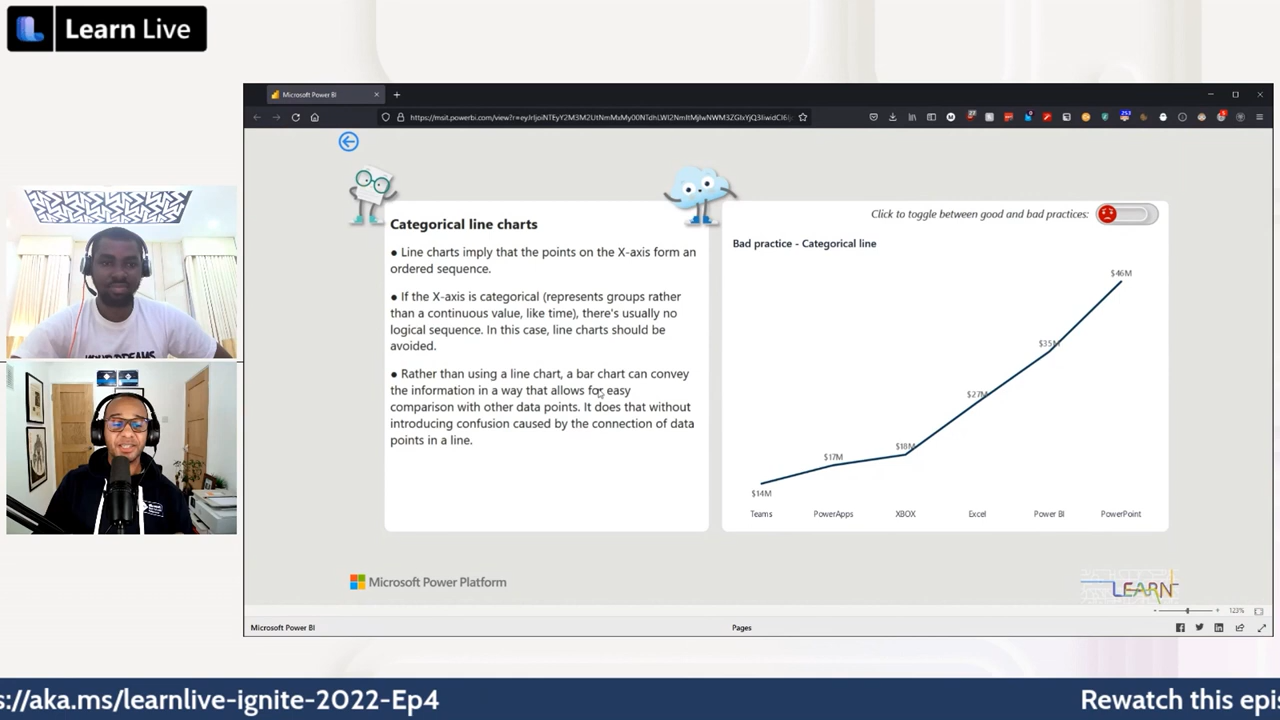 Learn Live
Microsoft Power BI
Categorical line charts
● Line charts imply that the points on the X-axis form an
ordered sequence.
● If the X-axis is categorical (represents groups rather
than a continuous value, like time), there's usually no
logical sequence. In this case, line charts should be
avoided.
● Rather than using a line chart, a bar chart can convey
the information in a way that allows for easy
comparison with other data points. It does that without
introducing confusion caused by the connection of data
points in a line.
Click to toggle between good and bad practices:
Bad practice - Categorical line
$46M
$35M
$27M
$18M
$17M
$14M
Teams PowerApps XBOX Excel Power BI PowerPoint
Microsoft Power Platform
LEARN
123%
Microsoft Power BI
Pages
s://aka.ms/learnlive-ignite-2022-Ep4
Rewatch this epis